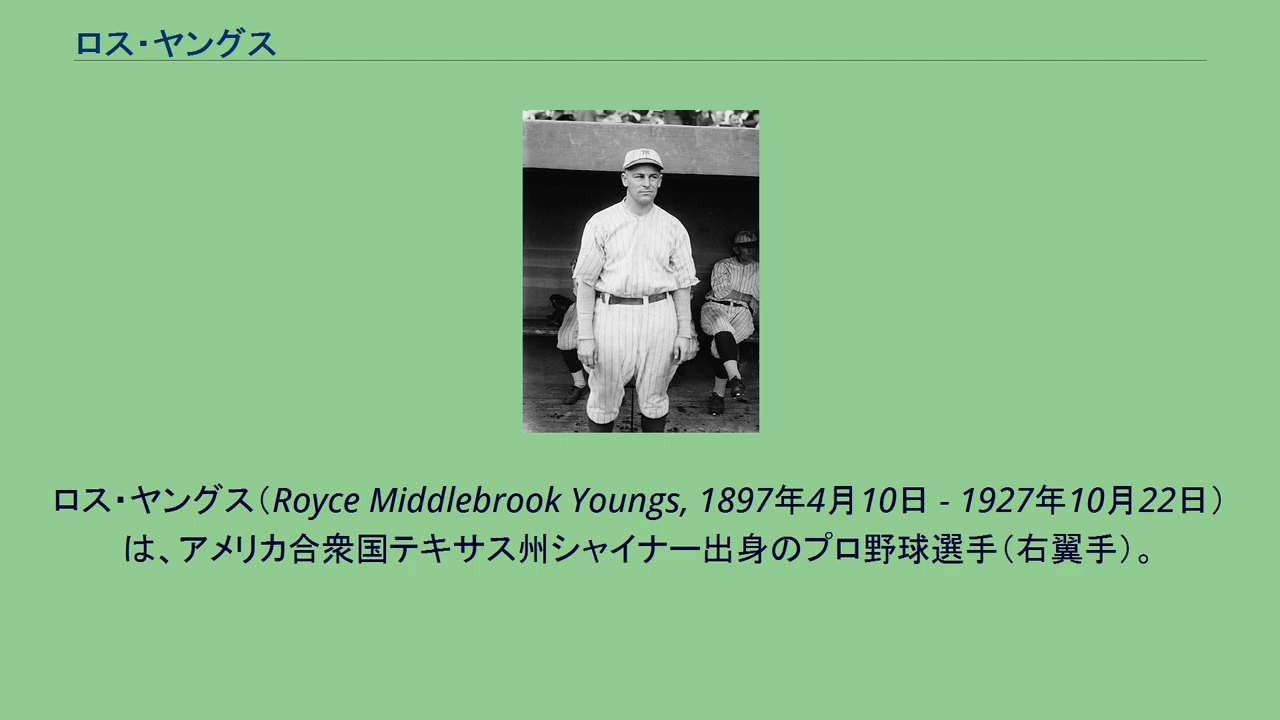 ロス・ヤングス
ロス・ヤングス（Royce Middlebrook Youngs, 1897年4月10日 - 1927年10月22日）
は、アメリカ合衆国テキサス州シャイナー出身のプロ野球選手（右翼手）。